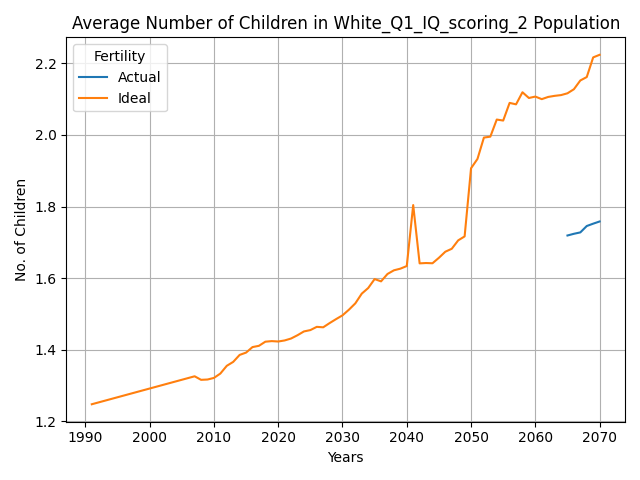 Average Number of Children in White_Q1_IQ_scoring_2 Population
Fertility
Actual
Ideal
No. of Children
2.2
2.0
1.8
1.6
1.4
1.2
1990 2000 2010 2020 2030 2040 2050 2060 2070
Years